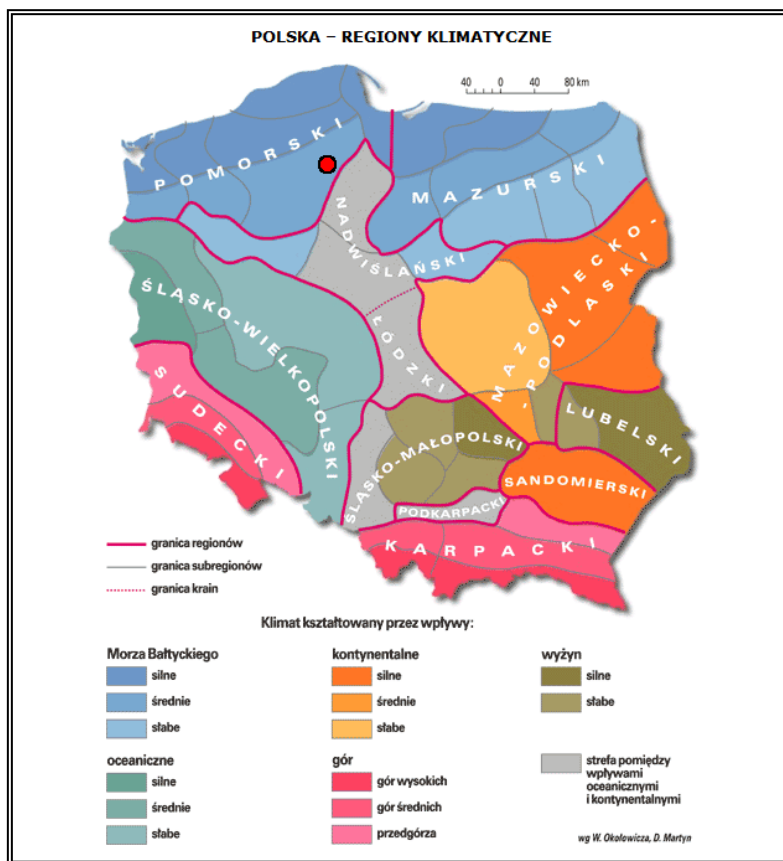 POLSKA – REGIONY KLIMATYCZNE
40 0 40 80 km
POMORSKI
MAZURSKI
NADWIŚLAŃSKI
MAZOWIECKO-
-PODLASKI
ŚLĄSKO-WIELKOPOLSKI
ŁÓDZKI
SUDECKI
LUBELSKI
ŚLĄSKO-MAŁOPOLSKI
SANDOMIERSKI
PODKARPACKI
KARPACKI
granica regionów
granica subregionów
granica krain
Klimat kształtowany przez wpływy:
Morza Bałtyckiego
silne
średnie
słabe
kontynentalne
silne
średnie
słabe
wyżyn
silne
słabe
oceaniczne
silne
średnie
słabe
gór
gór wysokich
gór średnich
przedgórza
strefa pomiędzy
wpływami
oceanicznymi
i kontynentalnymi
wg W. Okołowicza, D. Martyn